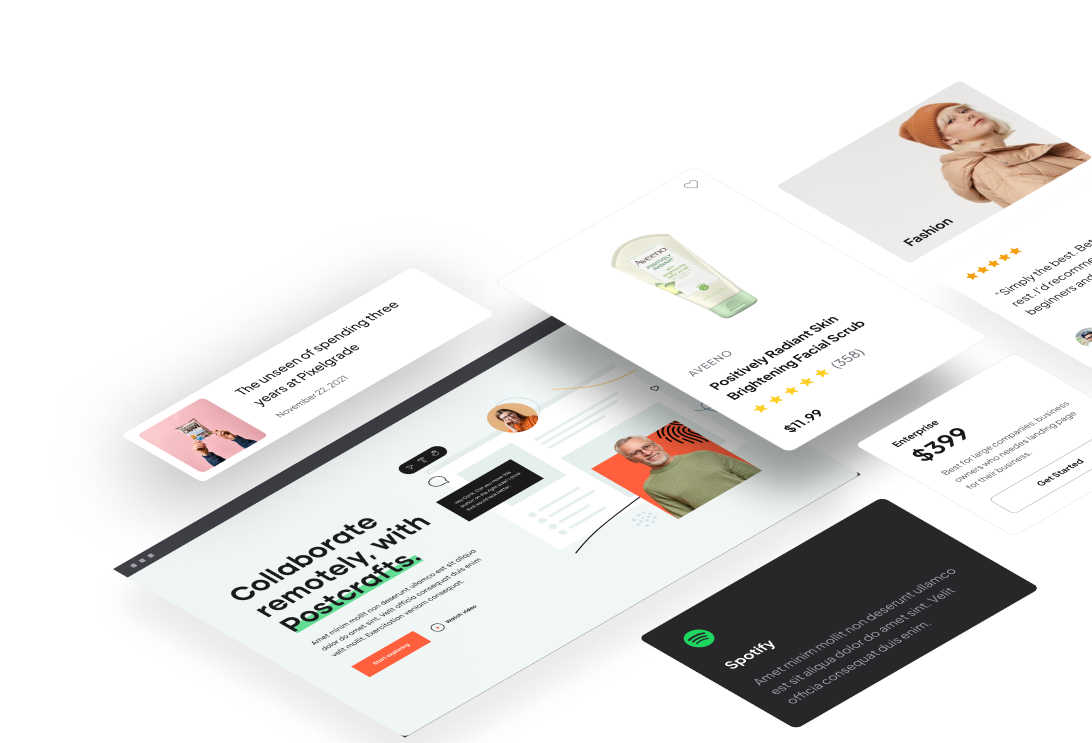 Fashion
"Simply the best. Bet
rest. I'd recomme
beginners and
Aveeno
POSITIVELY
RADIANT
AVEENO
Positively Radiant Skin
Brightening Facial Scrub
(358)
$11.99
The unseen of spending three
years at Pixelgrade
November 22, 2021
Enterprise
$399
Best for large companies, business
owners who needes landing page
for their business.
Get Started
Collaborate
remotely, with
Postcrafts.
Amet minim mollit non deserunt ullamco est sit aliqua
dolor do amet sint. Velit officia consequat duis enim
velit mollit. Exercitation veniam consequat.
Start exploring
Watch video
Spotify
Amet minim mollit non deserunt ullamco
est sit aliqua dolor do amet sint. Velit
officia consequat duis enim.